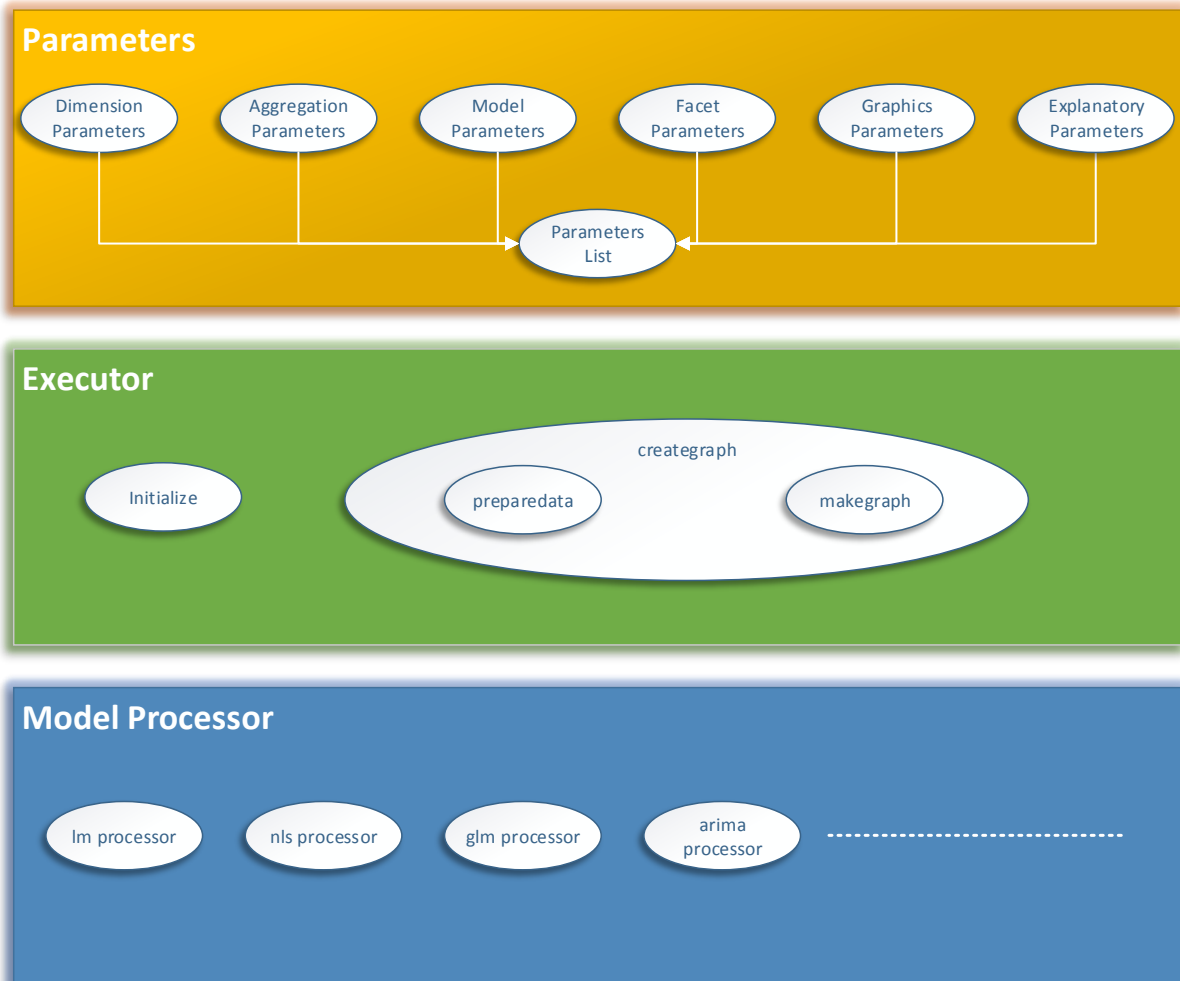 Parameters
Dimension
Parameters
Aggregation
Parameters
Model
Parameters
Facet
Parameters
Graphics
Parameters
Explanatory
Parameters
Parameters
List
Executor
creategraph
Initialize
preparedata
makegraph
Model Processor
lm processor
nls processor
glm processor
arima
processor